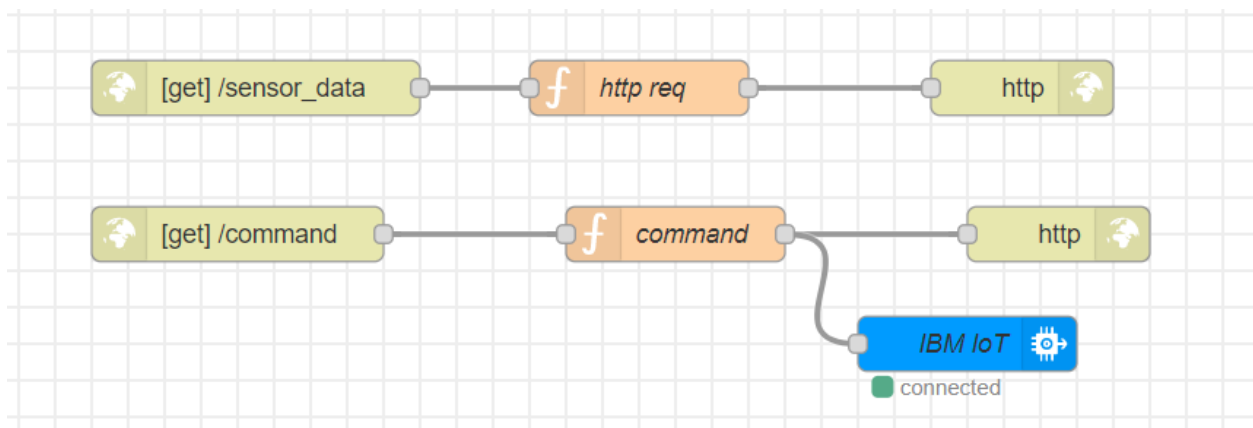 [get] /sensor_data
http req
http
[get] /command
command
http
IBM IoT
connected